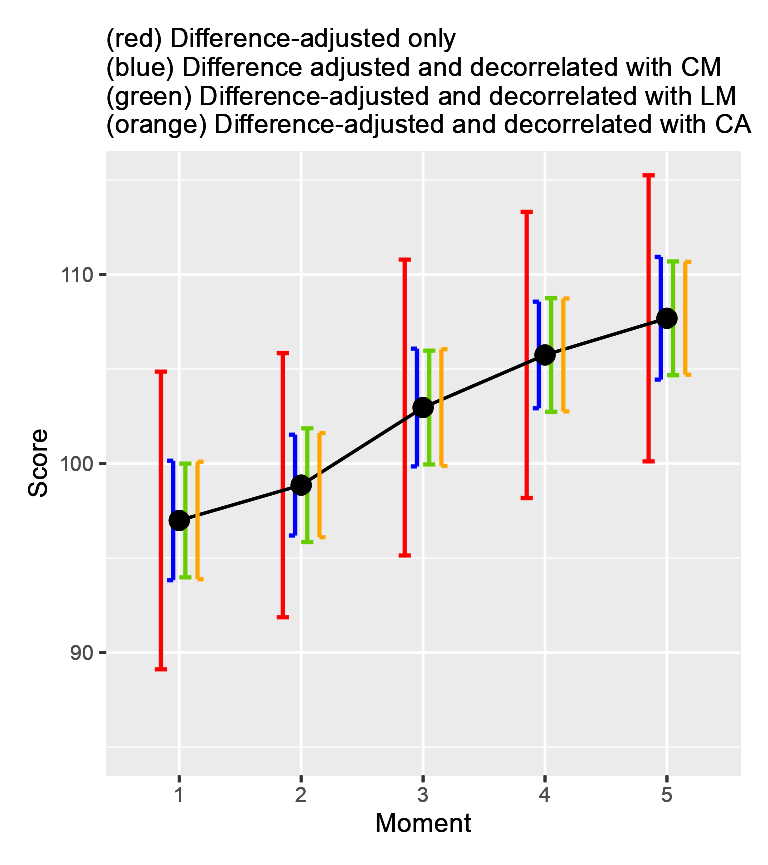 (red) Difference-adjusted only
(blue) Difference adjusted and decorrelated with CM
(green) Difference-adjusted and decorrelated with LM
(orange) Difference-adjusted and decorrelated with CA
110
100
90
Score
1 2 3 4 5
Moment